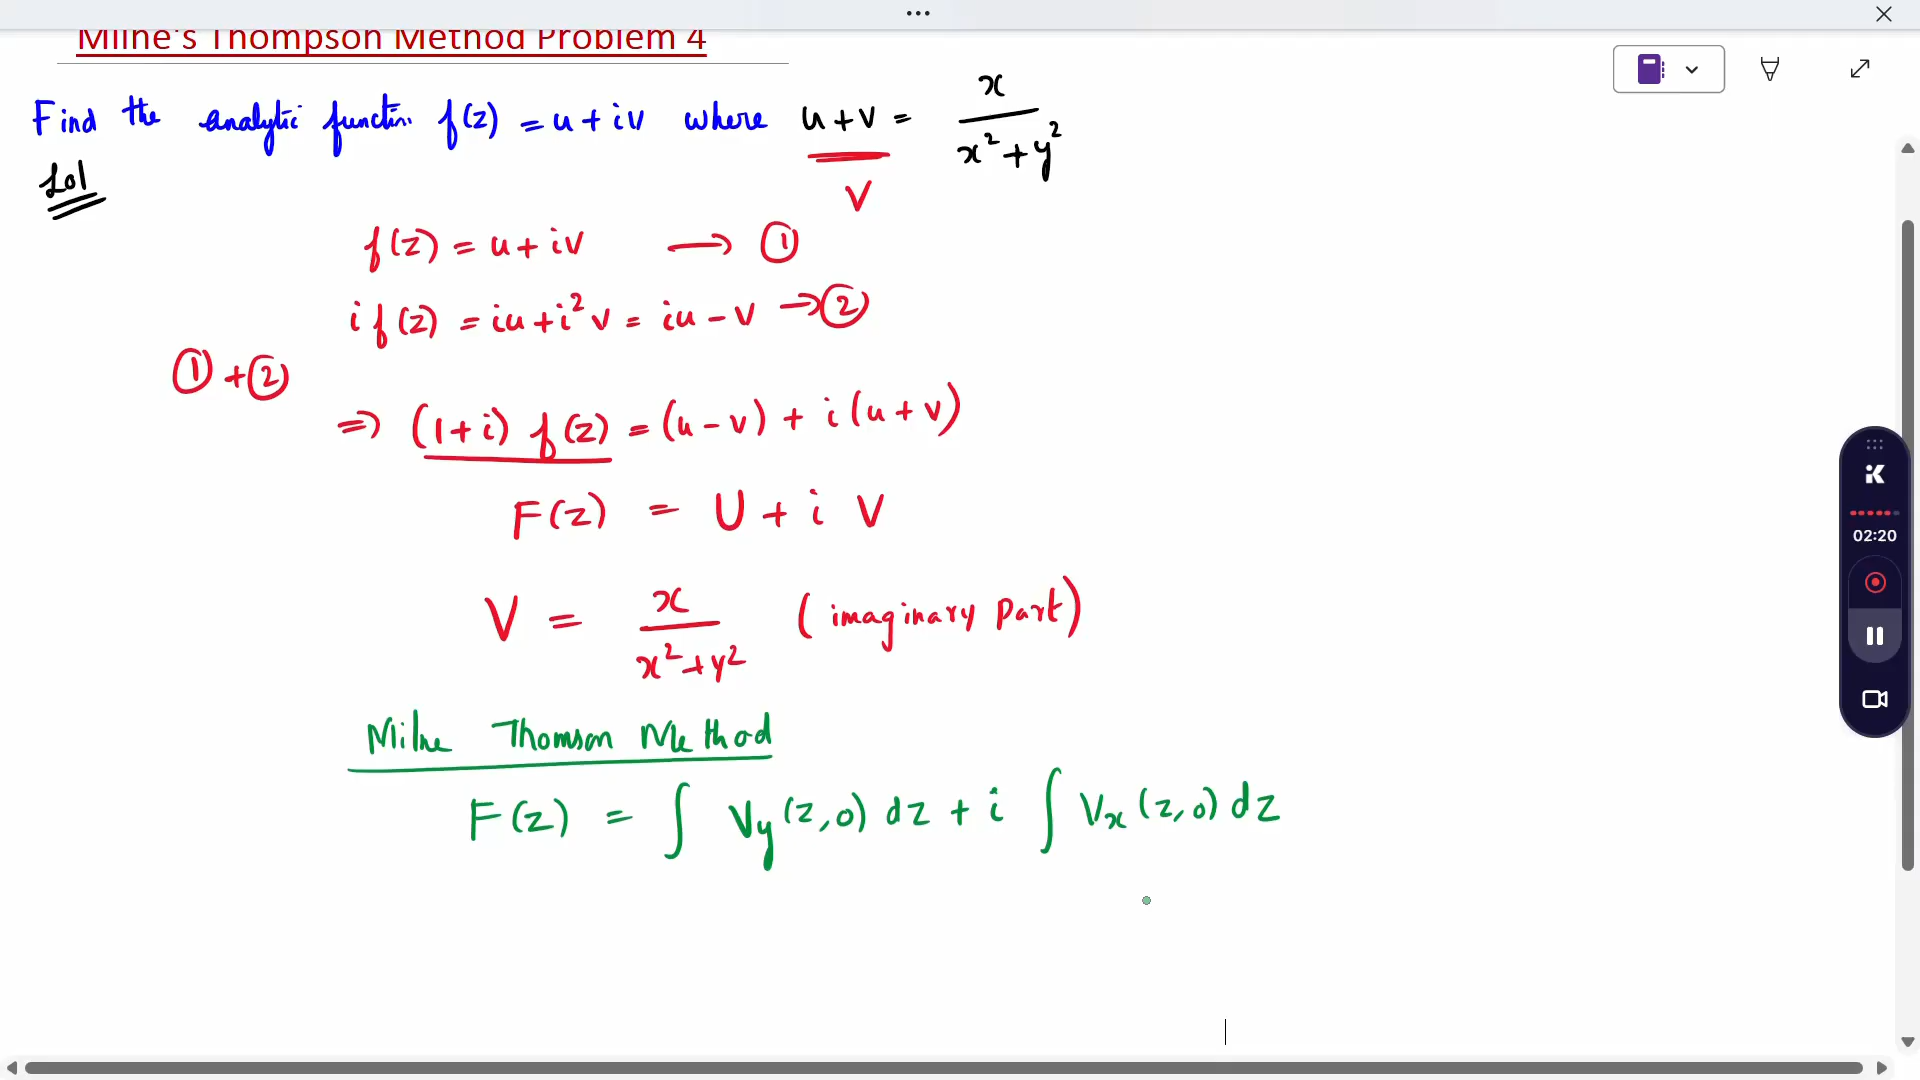 Milne's Thompson Method Problem 4
Find the analytic function f(z) = u + iv where u + v = x / x² + y²
Sol
V
f(z) = u + iv → ①
i f(z) = iu + i² v = iu - v → ②
① + ②
⇒ (1+i) f(z) = (u - v) + i (u + v)
F(z) = U + i V
V = x / x² + y² (imaginary part)
Milne Thomson Method
F(z) = ∫ Vy (z,0) dz + i ∫ Vx (z,0) dz
02:20